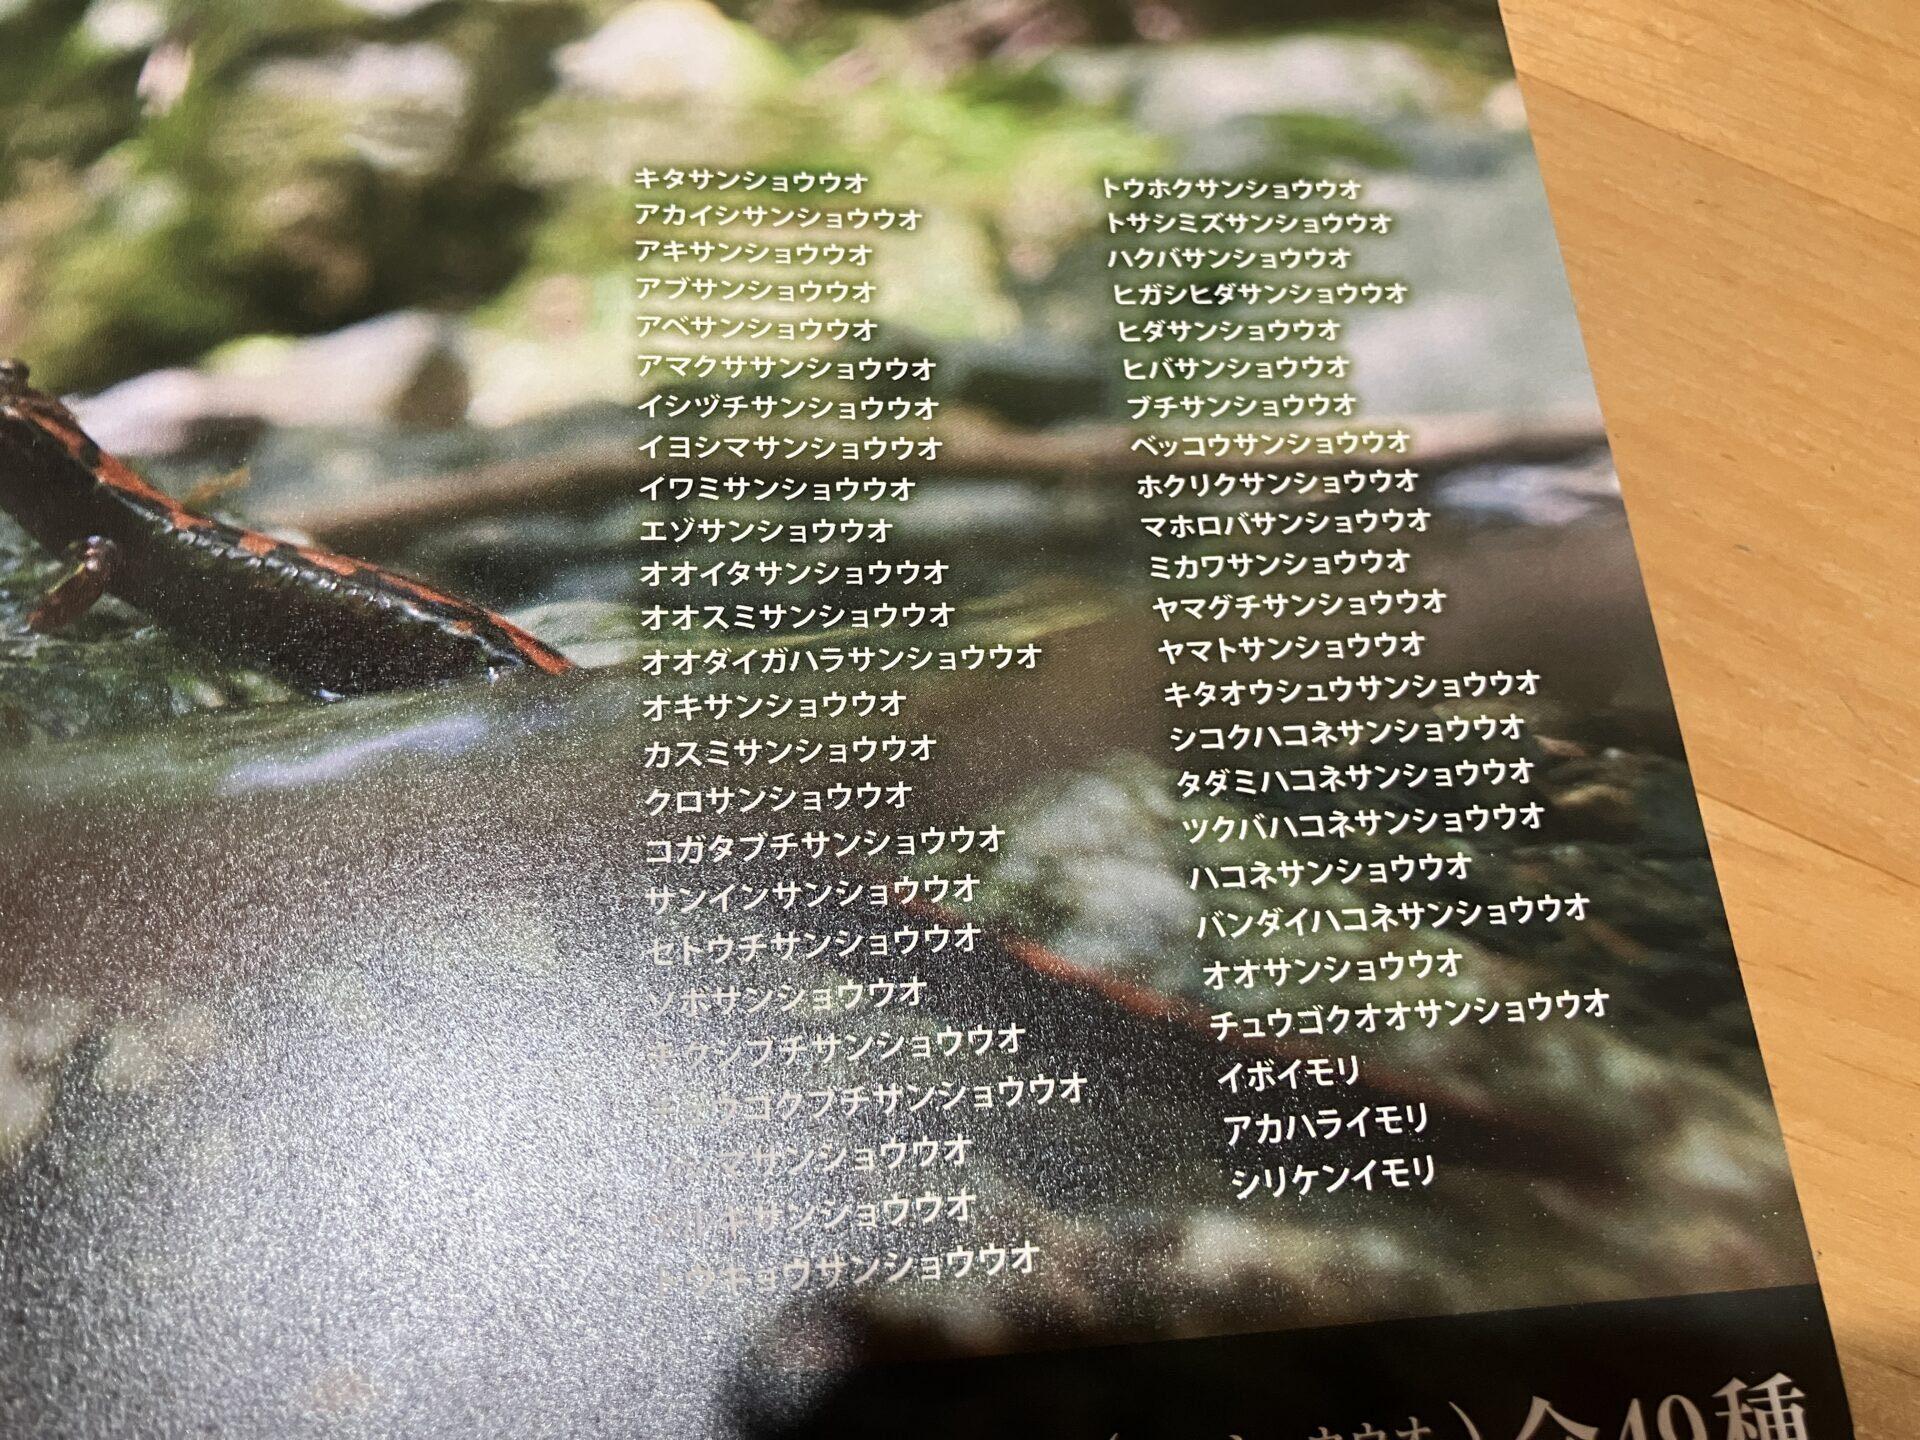 キタサンショウウオ
アカイシサンショウウオ
アキサンショウウオ
アブサンショウウオ
アベサンショウウオ
アマクササンショウウオ
イシヅチサンショウウオ
イヨシマサンショウウオ
イワミサンショウウオ
エゾサンショウウオ
オオイタサンショウウオ
オオスミサンショウウオ
オオダイガハラサンショウウオ
オキサンショウウオ
カスミサンショウウオ
クロサンショウウオ
コガタブチサンショウウオ
サンインサンショウウオ
セトウチサンショウウオ
ソボサンショウウオ
チクシブチサンショウウオ
チュウゴクブチサンショウウオ
ツシマサンショウウオ
ツルギサンショウウオ
トウキョウサンショウウオ
トウホクサンショウウオ
トサシミズサンショウウオ
ハクバサンショウウオ
ヒガシヒダサンショウウオ
ヒダサンショウウオ
ヒバサンショウウオ
ブチサンショウウオ
ベッコウサンショウウオ
ホクリクサンショウウオ
マホロバサンショウウオ
ミカワサンショウウオ
ヤマグチサンショウウオ
ヤマトサンショウウオ
キタオウシュウサンショウウオ
シコクハコネサンショウウオ
タダミハコネサンショウウオ
ツクバハコネサンショウウオ
ハコネサンショウウオ
バンダイハコネサンショウウオ
オオサンショウウオ
チュウゴクオオサンショウウオ
イボイモリ
アカハライモリ
シリケンイモリ
全49種